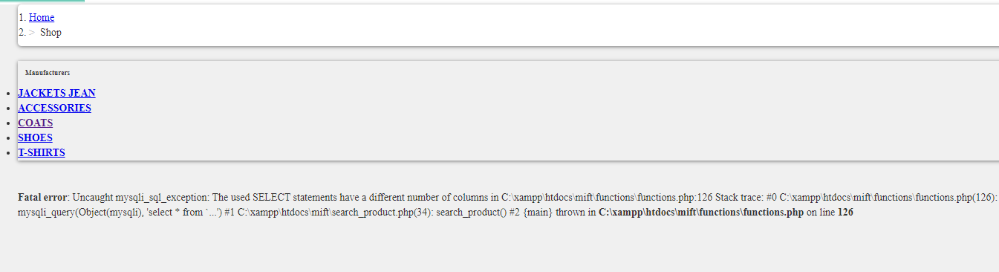 1. Home
2. > Shop
Manufacturers
• JACKETS JEAN
• ACCESSORIES
• COATS
• SHOES
• T-SHIRTS
Fatal error: Uncaught mysqli_sql_exception: The used SELECT statements have a different number of columns in C:\xampp\htdocs\mift\functions\functions.php:126 Stack trace: #0 C:\xampp\htdocs\mift\functions\functions.php(126):
mysqli_query(Object(mysqli), 'select * from `...') #1 C:\xampp\htdocs\mift\search_product.php(34): search_product() #2 {main} thrown in C:\xampp\htdocs\mift\functions\functions.php on line 126